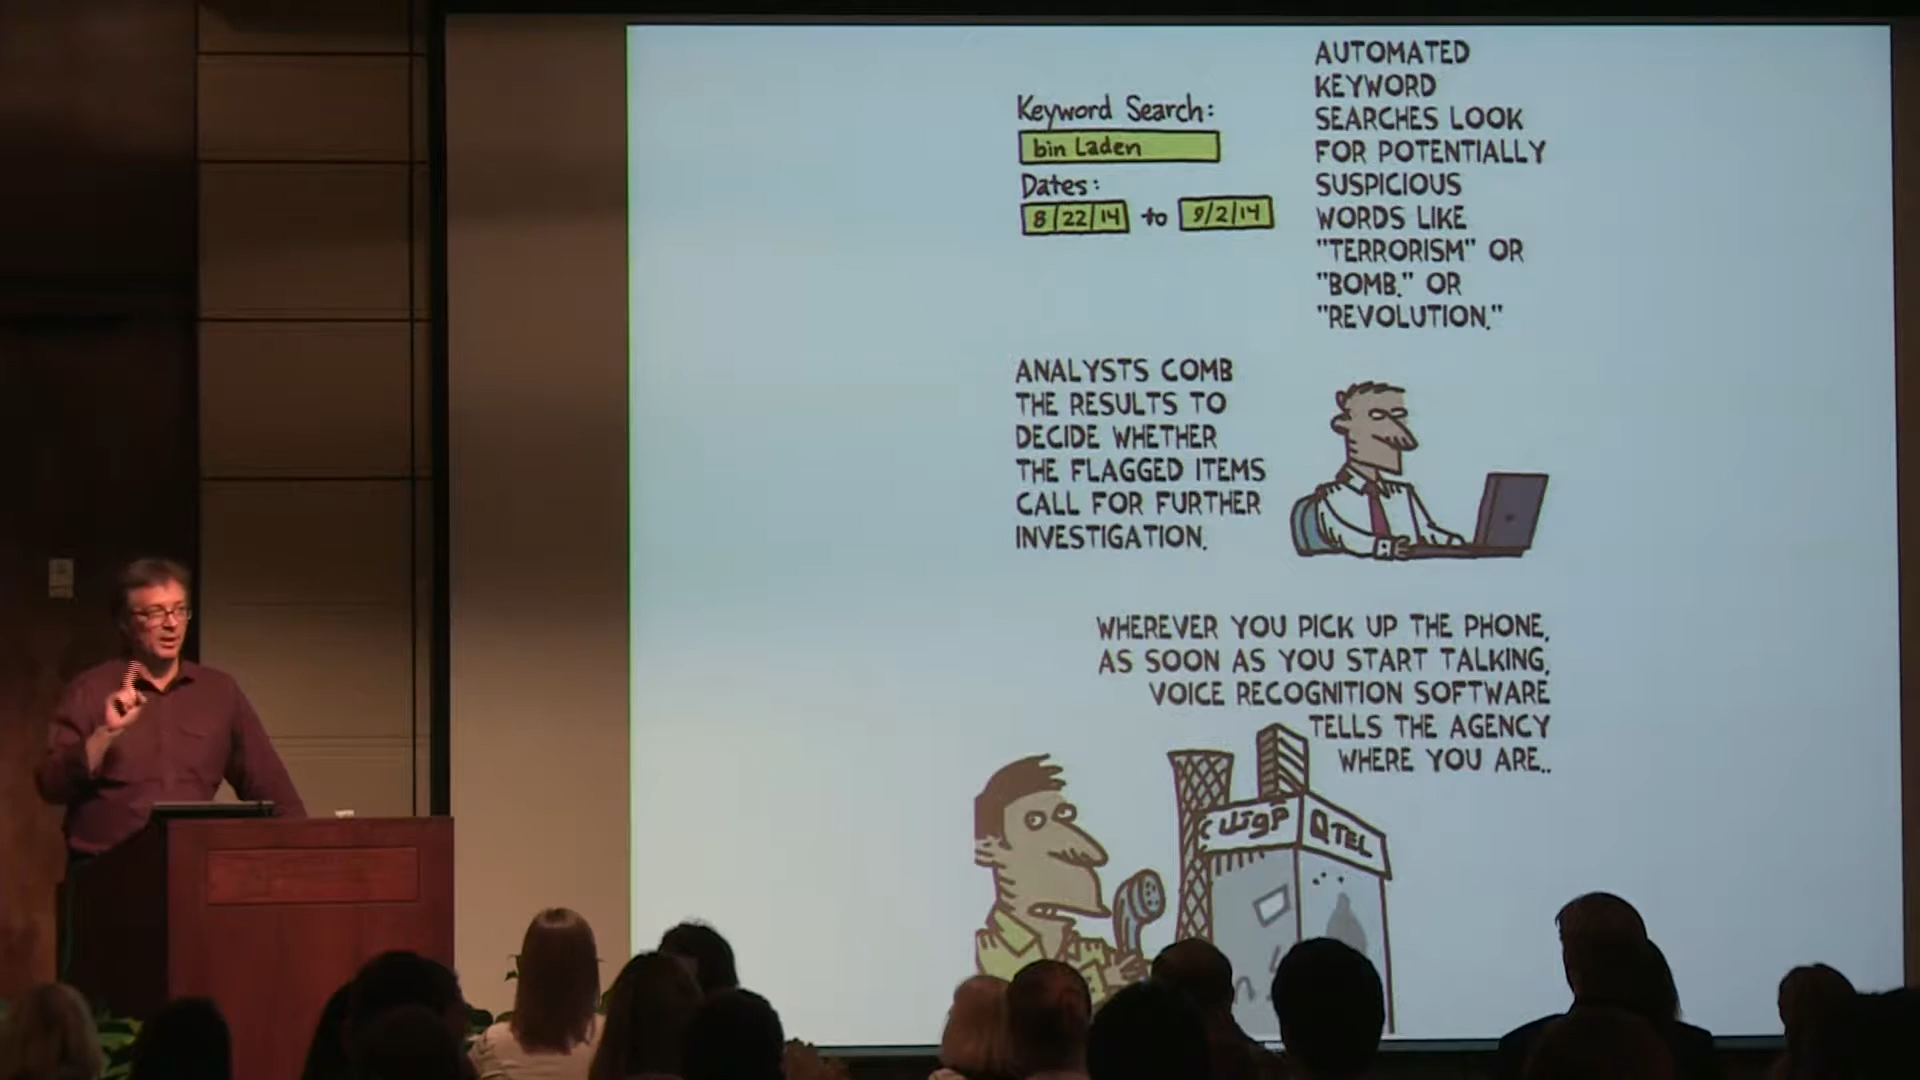 Keyword Search:
bin Laden
Dates:
8/22/14 to 9/2/14
AUTOMATED
KEYWORD
SEARCHES LOOK
FOR POTENTIALLY
SUSPICIOUS
WORDS LIKE
"TERRORISM" OR
"BOMB." OR
"REVOLUTION."
ANALYSTS COMB
THE RESULTS TO
DECIDE WHETHER
THE FLAGGED ITEMS
CALL FOR FURTHER
INVESTIGATION.
WHEREVER YOU PICK UP THE PHONE,
AS SOON AS YOU START TALKING,
VOICE RECOGNITION SOFTWARE
TELLS THE AGENCY
WHERE YOU ARE..
QTEL